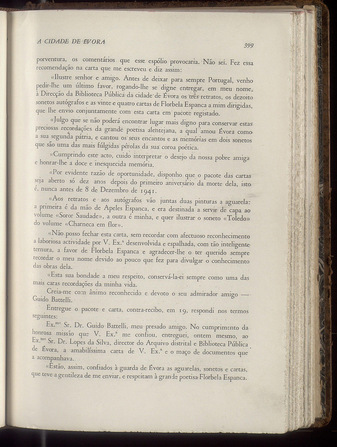 A CIDADE DE ÉVORA 399
porventura, os comentários que este espólio provocaria. Não sei. Fez essa
recomendação na carta que me escreveu e diz assim:
«Ilustre senhor e amigo. Antes de deixar para sempre Portugal, venho
pedir-lhe um último favor, rogando-lhe se digne entregar, em meu nome,
à Direcção da Biblioteca Pública da cidade de Évora os três retratos, os dezoito
sonetos autógrafos e as vinte e quatro cartas de Florbela Espanca a mim dirigidas,
que lhe envio conjuntamente com esta carta em pacote registado.
«Julgo que se não poderá encontrar lugar mais digno para conservar estas
preciosas recordações da grande poetisa alentejana, a qual amou Évora como
a sua segunda pátria, e cantou os seus encantos e as memórias em dois sonetos
que são uma das mais fúlgidas pérolas da sua coroa poética.
«Cumprindo este acto, cuido interpretar o desejo da nossa pobre amiga
e honrar-lhe a doce e inesquecida memória.
«Por evidente razão de oportunidade, disponho que o pacote das cartas
seja aberto só dez anos depois do primeiro aniversário da morte dela, isto
é, nunca antes de 8 de Dezembro de 1941.
«Aos retratos e aos autógrafos vão juntas duas pinturas a aguarela:
a primeira é da mão de Apeles Espanca, e era destinada a servir de capa ao
volume «Soror Saudade», a outra é minha, e quer ilustrar o soneto «Toledo»
do volume «Charneca em flor».
«Não posso fechar esta carta, sem recordar com afectuoso reconhecimento
a laboriosa actividade por V. Ex.ª desenvolvida e espalhada, com tão inteligente
ternura, a favor de Florbela Espanca e agradecer-lhe o ter querido sempre
recordar o meu nome devido ao pouco que fez para divulgar o conhecimento
das obras dela.
«Esta sua bondade a meu respeito, conservá-la-ei sempre como uma das
mais caras recordações da minha vida.
Creia-me com ânimo reconhecido e devoto o seu admirador amigo —
Guido Battelli.
Entregue o pacote e carta, contra-recibo, em 19, respondi nos termos
seguintes:
Ex.mo Sr. Dr. Guido Battelli, meu prezado amigo. No cumprimento da
honrosa missão que V. Ex.ª me confiou, entreguei, ontem mesmo, ao
Ex.mo Sr. Dr. Lopes da Silva, director do Arquivo distrital e Biblioteca Pública
de Évora, a amabilíssima carta de V. Ex.ª e o maço de documentos que
a acompanhava.
«Estão, assim, confiados à guarda de Évora as aguarelas, sonetos e cartas,
que teve a gentileza de me enviar, e respeitam à grande poetisa Florbela Espanca.